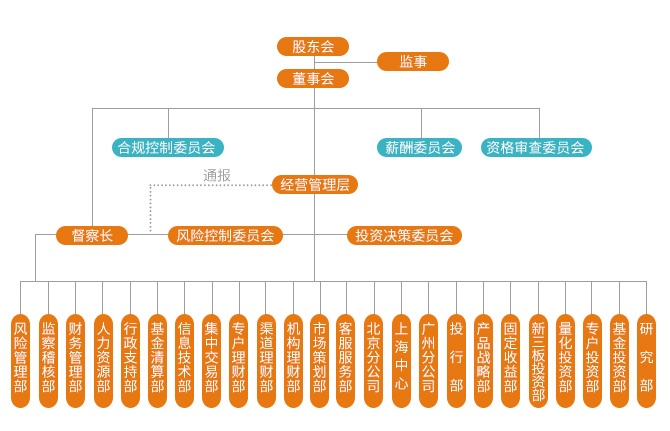 股东会
监事
董事会
合规控制委员会
薪酬委员会
资格审查委员会
通报
经营管理层
督察长
风险控制委员会
投资决策委员会
风险管理部
监察稽核部
财务管理部
人力资源部
行政支持部
基金清算部
信息技术部
集中交易部
专户理财部
渠道理财部
机构理财部
市场策划部
客服服务部
北京分公司
上海中心
广州分公司
投行部
产品战略部
固定收益部
新三板投资部
量化投资部
专户投资部
基金投资部
研究部